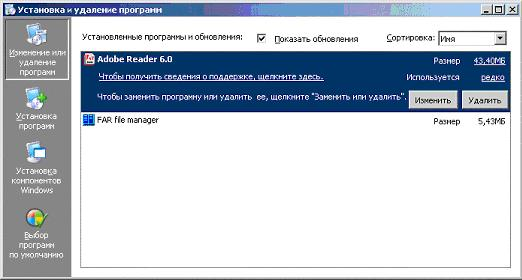 Установка и удаление программ
Изменение или
удаление
программ
Установка
программ
Установка
компонентов
Windows
Выбор
программ
по умолчанию
Установленные программы и обновления:
Показать обновления
Сортировка:
Имя
Adobe Reader 6.0
Размер
43,40МБ
Чтобы получить сведения о поддержке, щелкните здесь.
Используется
редко
Чтобы заменить программу или удалить ее, щелкните "Заменить или удалить".
Изменить
Удалить
FAR file manager
Размер
5,43МБ